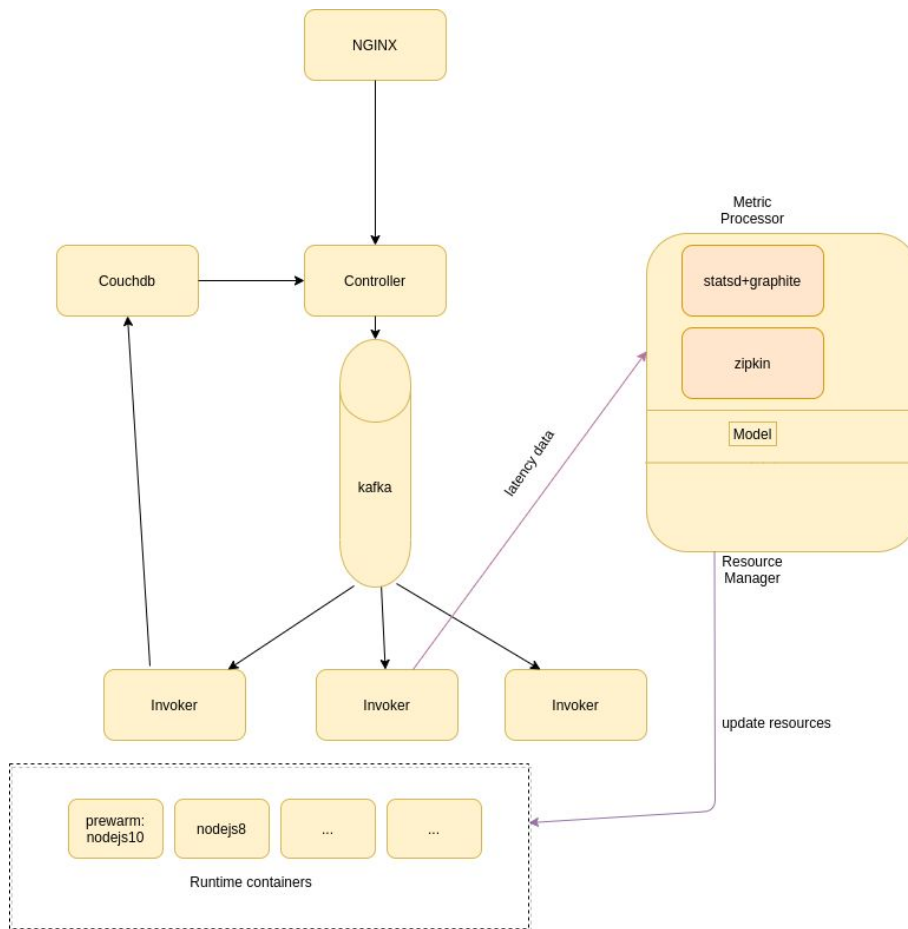 NGINX
Metric
Processor
Couchdb
Controller
statsd+graphite
zipkin
Model
latency data
kafka
Resource
Manager
Invoker
Invoker
Invoker
update resources
prewarm:
nodejs10
nodejs8
...
...
Runtime containers